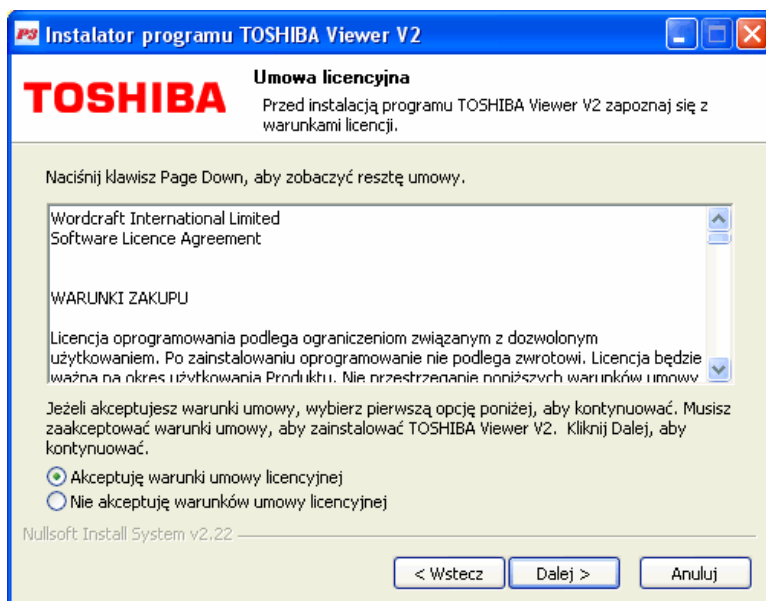 Instalator programu TOSHIBA Viewer V2
TOSHIBA
Umowa licencyjna
Przed instalacją programu TOSHIBA Viewer V2 zapoznaj się z
warunkami licencji.
Naciśnij klawisz Page Down, aby zobaczyć resztę umowy.
Wordcraft International Limited
Software Licence Agreement
WARUNKI ZAKUPU
Licencja oprogramowania podlega ograniczeniom związanym z dozwolonym
użytkowaniem. Po zainstalowaniu oprogramowanie nie podlega zwrotowi. Licencja będzie
ważna na okres użytkowania Produktu. Nie przestrzeganie poniższych warunków umowy
Jeżeli akceptujesz warunki umowy, wybierz pierwszą opcję poniżej, aby kontynuować. Musisz
zaakceptować warunki umowy, aby zainstalować TOSHIBA Viewer V2. Kliknij Dalej, aby
kontynuować.
Akceptuję warunki umowy licencyjnej
Nie akceptuję warunków umowy licencyjnej
Nullsoft Install System v2.22
< Wstecz
Dalej >
Anuluj